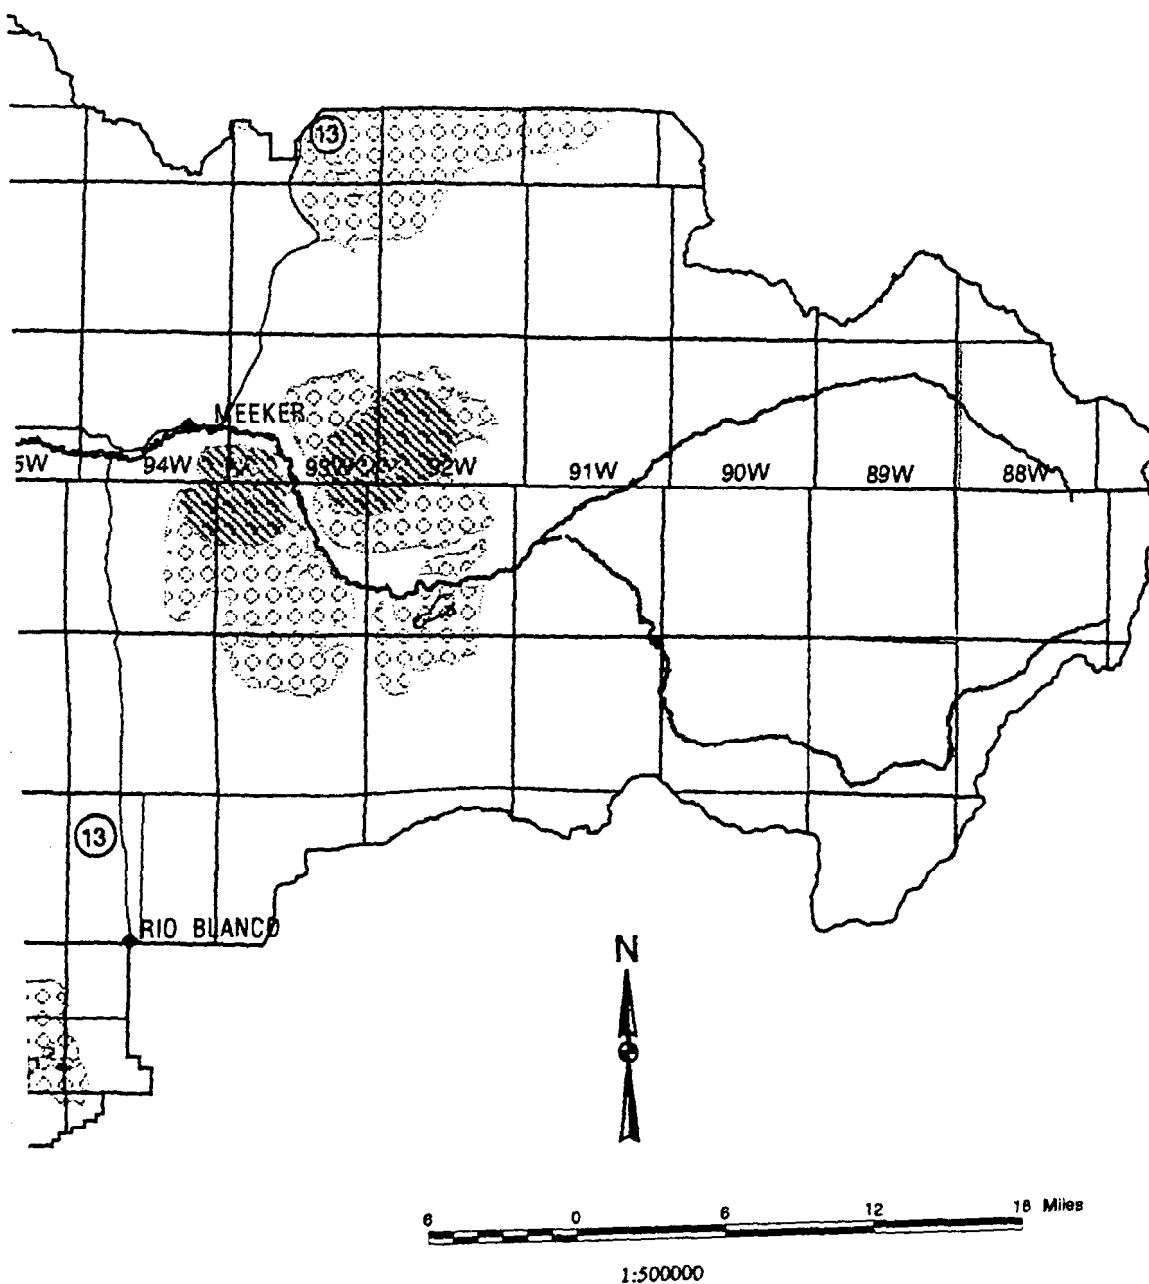 13
MEEKER
5W 94W 93W 92W 91W 90W 89W 88W
13
RIO BLANCO
N
6 0 6 12 18 Miles
1:500000